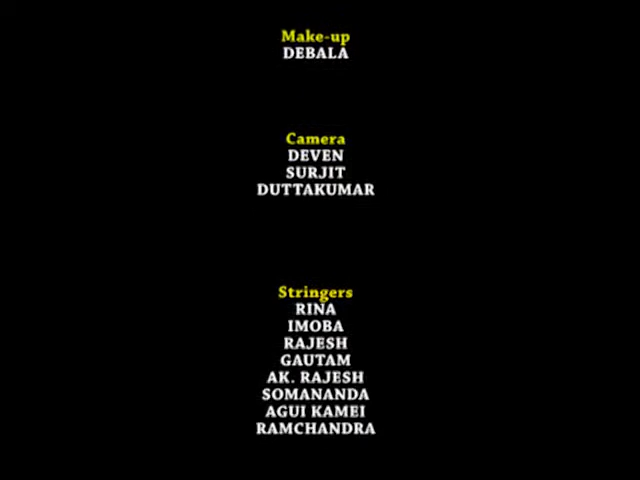 Make-up
DEBALA
Camera
DEVEN
SURJIT
DUTTAKUMAR
Stringers
RINA
IMOBA
RAJESH
GAUTAM
AK. RAJESH
SOMANANDA
AGUI KAMEI
RAMCHANDRA